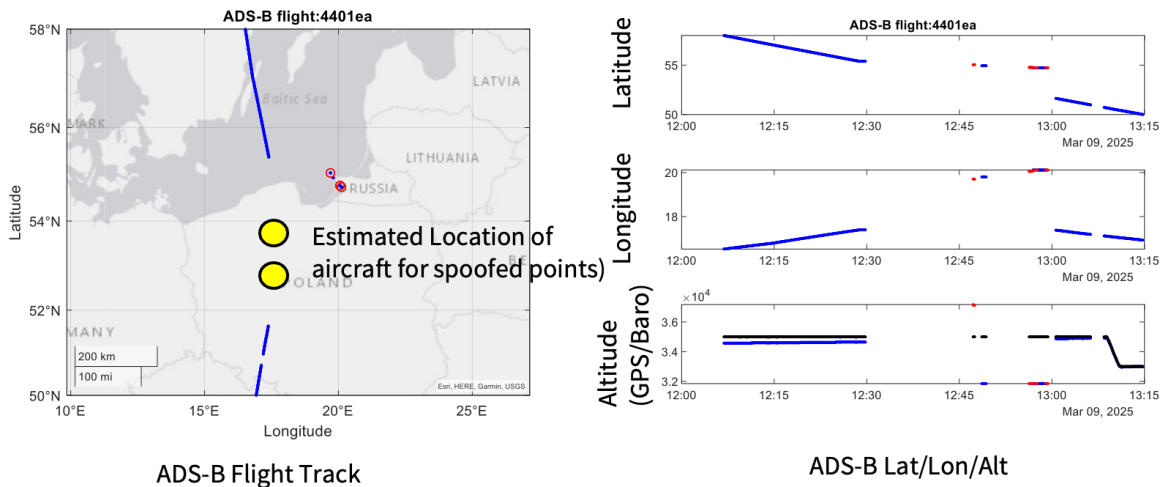 ADS-B flight:4401ea
58°N
56°N
54°N
52°N
50°N
Latitude
Baltic Sea
LATVIA
MARK
LITHUANIA
RUSSIA
Estimated Location of
aircraft for spoofed points)
POLAND
BE
MANY
200 km
100 mi
Esri, HERE, Garmin, USGS
10°E
15°E
20°E
25°E
Longitude
ADS-B Flight Track
ADS-B flight:4401ea
Latitude
55
50
12:00
12:15
12:30
12:45
13:00
13:15
Mar 09, 2025
Longitude
20
18
12:00
12:15
12:30
12:45
13:00
13:15
Mar 09, 2025
Altitude
(GPS/Baro)
×10⁴
3.6
3.4
3.2
12:00
12:15
12:30
12:45
13:00
13:15
Mar 09, 2025
ADS-B Lat/Lon/Alt